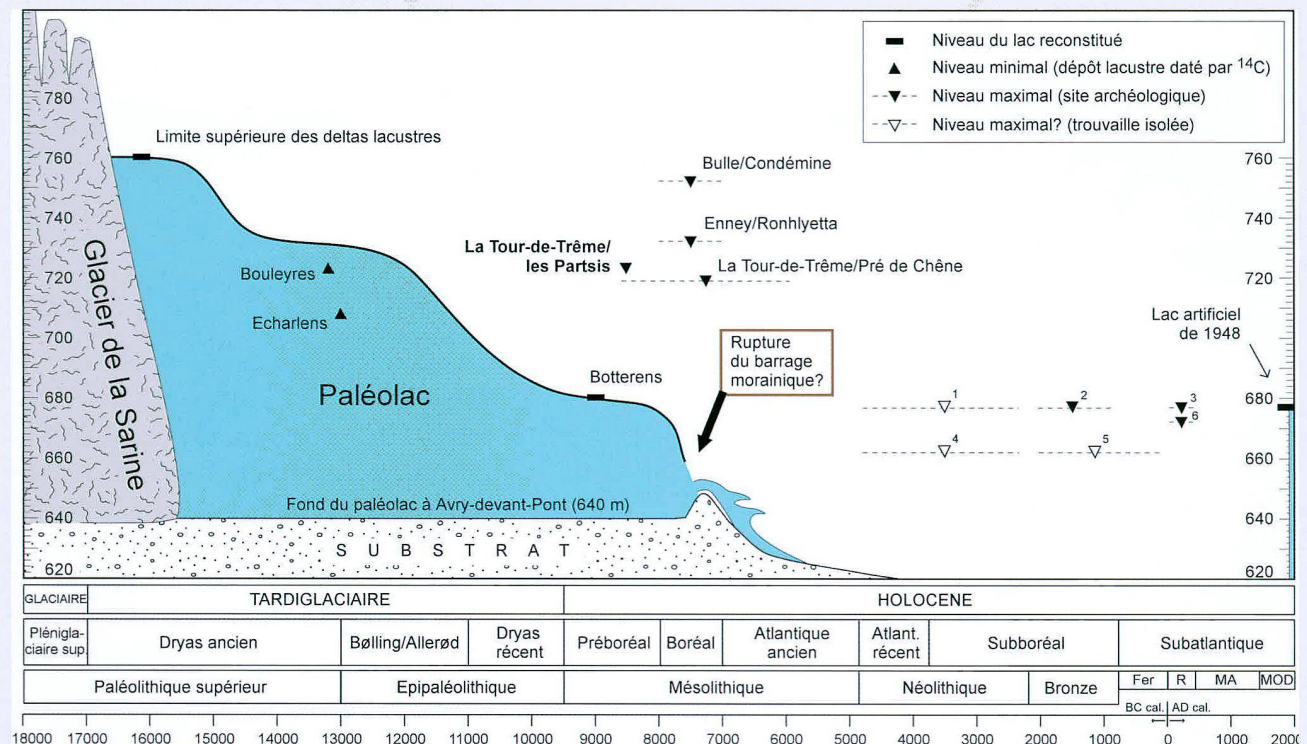 Niveau du lac reconstitué
Niveau minimal (dépôt lacustre daté par 14C)
Niveau maximal (site archéologique)
Niveau maximal? (trouvaille isolée)
780
760
740
720
700
680
660
640
620
760
740
720
680
660
640
620
Limite supérieure des deltas lacustres
Bulle/Condémine
Enney/Ronhlyetta
La Tour-de-Trême/
les Partsis
La Tour-de-Trême/Pré de Chêne
Bouleyres
Echarlens
Glacier de la Sarine
Paléolac
Botterens
Rupture
du barrage
morainique?
Lac artificiel
de 1948
1
2
3
6
4
5
Fond du paléolac à Avry-devant-Pont (640 m)
SUBSTRAT
GLACIAIRE TARDIGLACIAIRE HOLOCENE
Plénigla-
ciaire sup.
Dryas ancien
Bølling/Allerød
Dryas
récent
Préboréal
Boréal
Atlantique
ancien
Atlant.
récent
Subboréal
Subatlantique
Paléolithique supérieur Epipaléolithique Mésolithique Néolithique Bronze Fer R MA MOD
BC cal. AD cal.
18000 17000 16000 15000 14000 13000 12000 11000 10000 9000 8000 7000 6000 5000 4000 3000 2000 1000 0 1000 2000